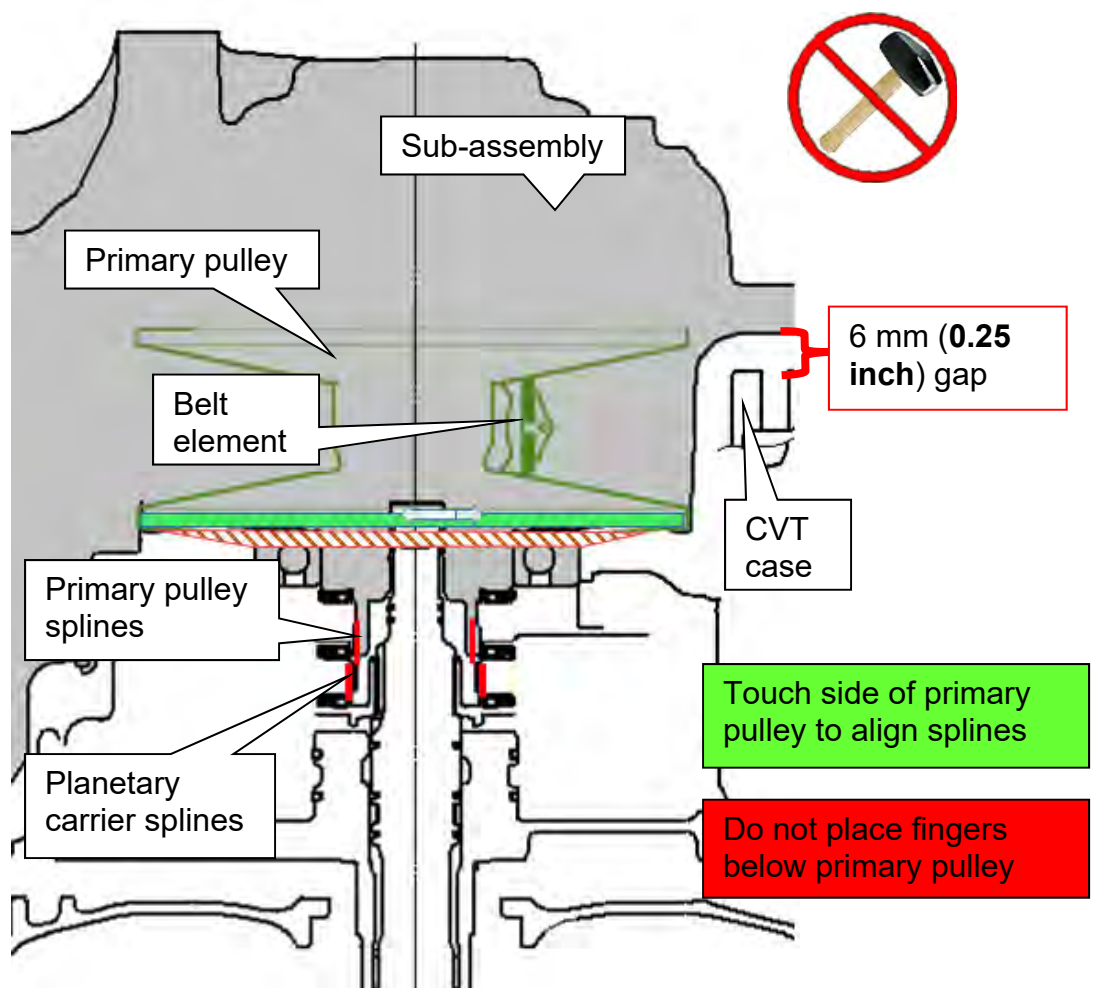 Sub-assembly
Primary pulley
6 mm (0.25
inch) gap
Belt
element
CVT
case
Primary pulley
splines
Touch side of primary
pulley to align splines
Planetary
carrier splines
Do not place fingers
below primary pulley